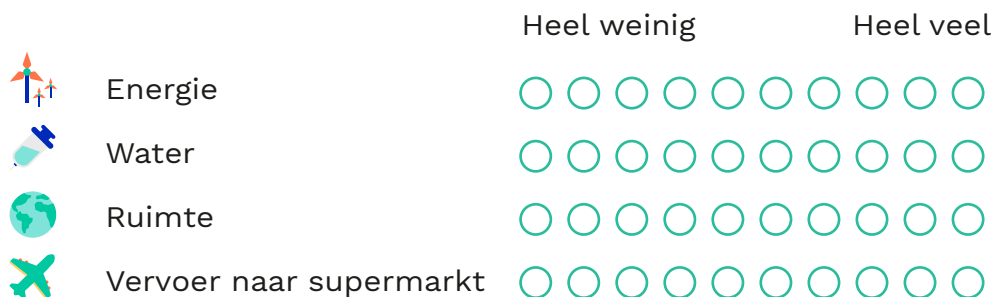 Heel weinig Heel veel
Energie
Water
Ruimte
Vervoer naar supermarkt